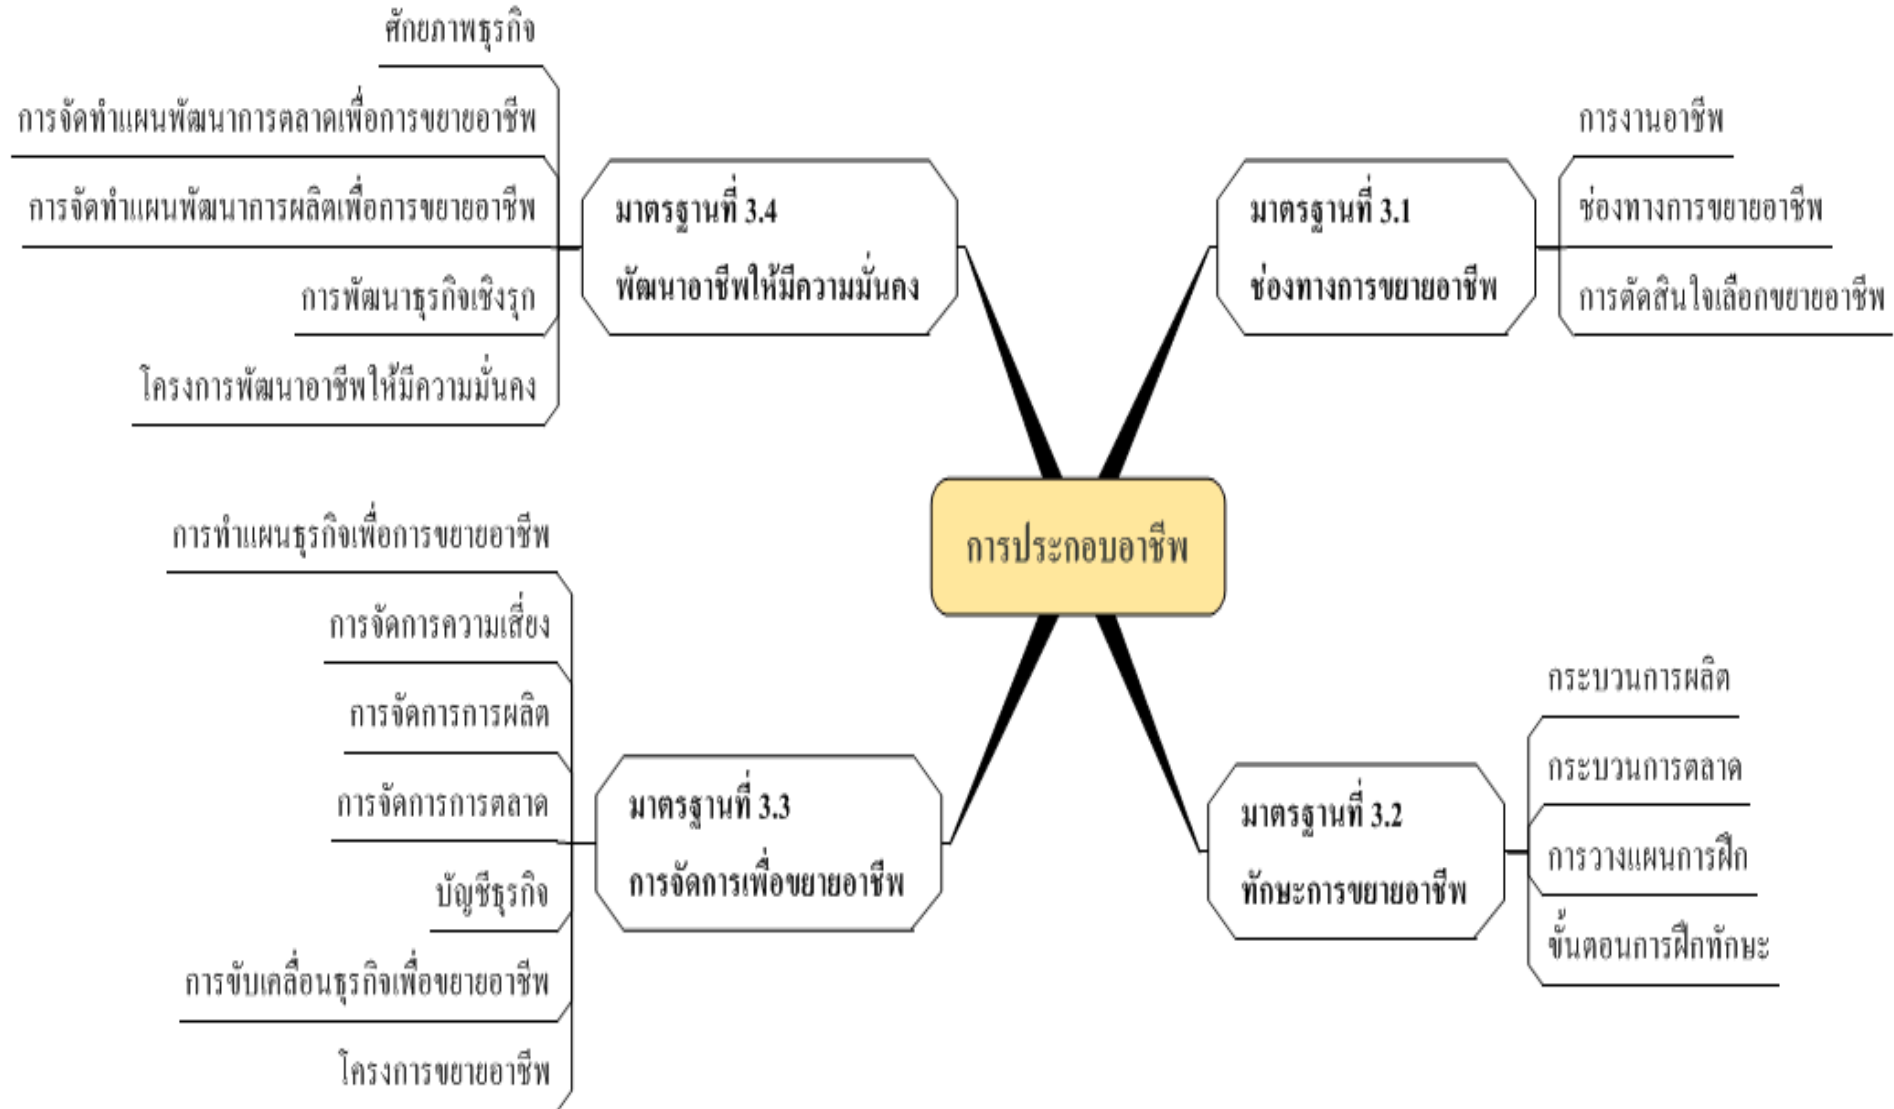 ศักยภาพธุรกิจ
การจัดทำแผนพัฒนาการตลาดเพื่อการขยายอาชีพ
การจัดทำแผนพัฒนาการผลิตเพื่อการขยายอาชีพ
การพัฒนาธุรกิจเชิงรุก
โครงการพัฒนาอาชีพให้มีความมั่นคง
มาตรฐานที่ 3.4
พัฒนาอาชีพให้มีความมั่นคง
มาตรฐานที่ 3.1
ช่องทางการขยายอาชีพ
การงานอาชีพ
ช่องทางการขยายอาชีพ
การตัดสินใจเลือกขยายอาชีพ
การประกอบอาชีพ
การทำแผนธุรกิจเพื่อการขยายอาชีพ
การจัดการความเสี่ยง
การจัดการการผลิต
การจัดการการตลาด
บัญชีธุรกิจ
การขับเคลื่อนธุรกิจเพื่อขยายอาชีพ
โครงการขยายอาชีพ
มาตรฐานที่ 3.3
การจัดการเพื่อขยายอาชีพ
มาตรฐานที่ 3.2
ทักษะการขยายอาชีพ
กระบวนการผลิต
กระบวนการตลาด
การวางแผนการฝึก
ขั้นตอนการฝึกทักษะ